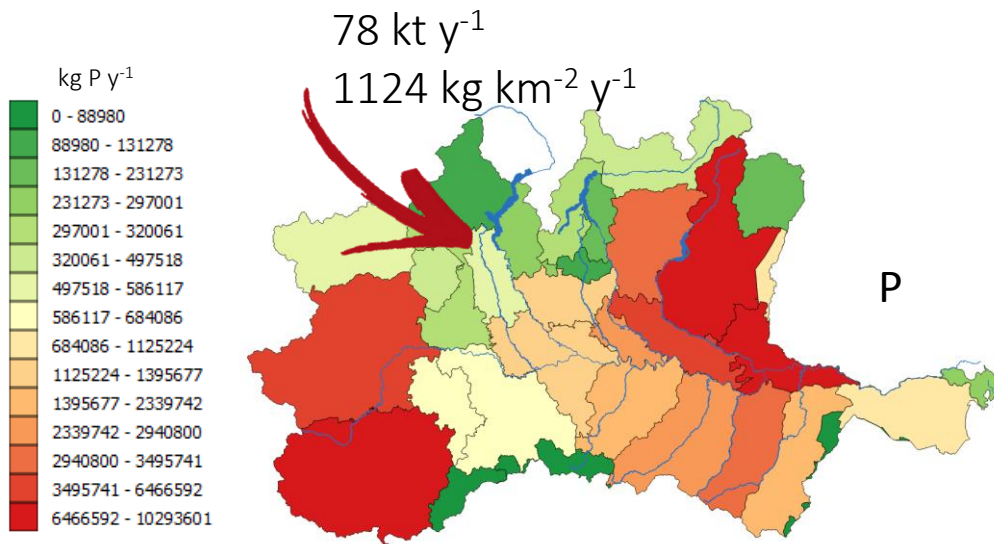 78 kt y⁻¹
1124 kg km⁻² y⁻¹
kg P y⁻¹
0 - 88980
88980 - 131278
131278 - 231273
231273 - 297001
297001 - 320061
320061 - 497518
497518 - 586117
586117 - 684086
684086 - 1125224
1125224 - 1395677
1395677 - 2339742
2339742 - 2940800
2940800 - 3495741
3495741 - 6466592
6466592 - 10293601
P